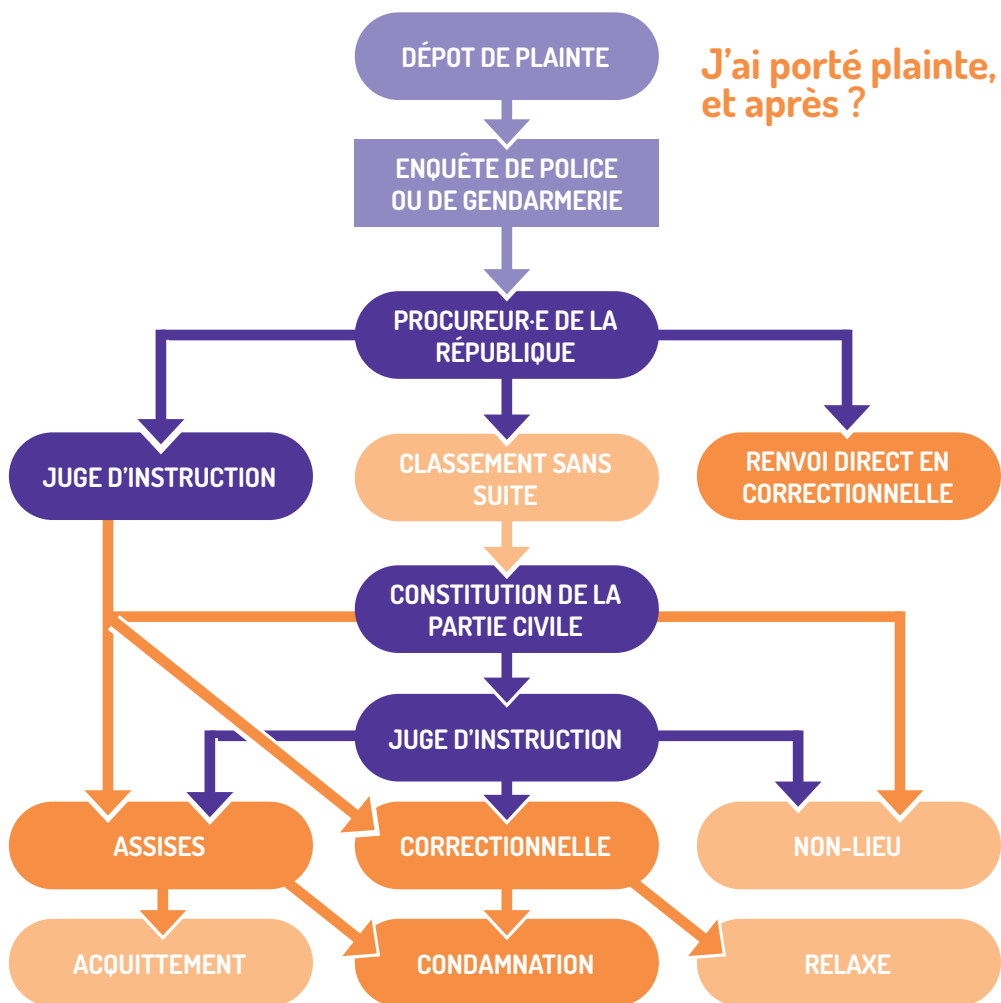 DÉPOT DE PLAINTE
J'ai porté plainte,
et après ?
ENQUÊTE DE POLICE
OU DE GENDARMERIE
PROCUREUR·E DE LA
RÉPUBLIQUE
JUGE D'INSTRUCTION
CLASSEMENT SANS
SUITE
RENVOI DIRECT EN
CORRECTIONNELLE
CONSTITUTION DE LA
PARTIE CIVILE
JUGE D'INSTRUCTION
ASSISES
CORRECTIONNELLE
NON-LIEU
ACQUITTEMENT
CONDAMNATION
RELAXE